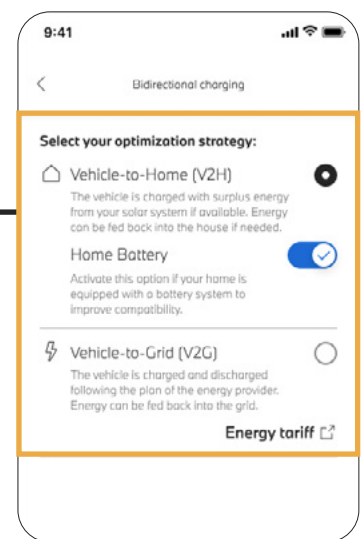 9:41
Bidirectional charging
Select your optimization strategy:
Vehicle-to-Home (V2H)
The vehicle is charged with surplus energy
from your solar system if available. Energy
can be fed back into the house if needed.
Home Battery
Activate this option if your home is
equipped with a battery system to
improve compatibility.
Vehicle-to-Grid (V2G)
The vehicle is charged and discharged
following the plan of the energy provider.
Energy can be fed back into the grid.
Energy tariff